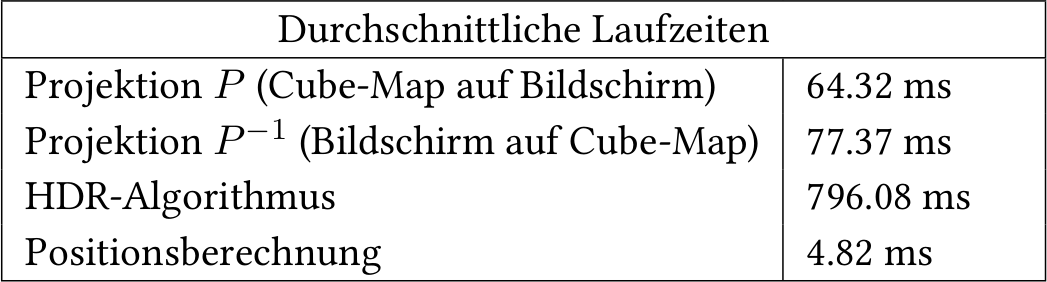 Durchschnittliche Laufzeiten
Projektion P (Cube-Map auf Bildschirm) 64.32 ms
Projektion P⁻¹ (Bildschirm auf Cube-Map) 77.37 ms
HDR-Algorithmus 796.08 ms
Positionsberechnung 4.82 ms